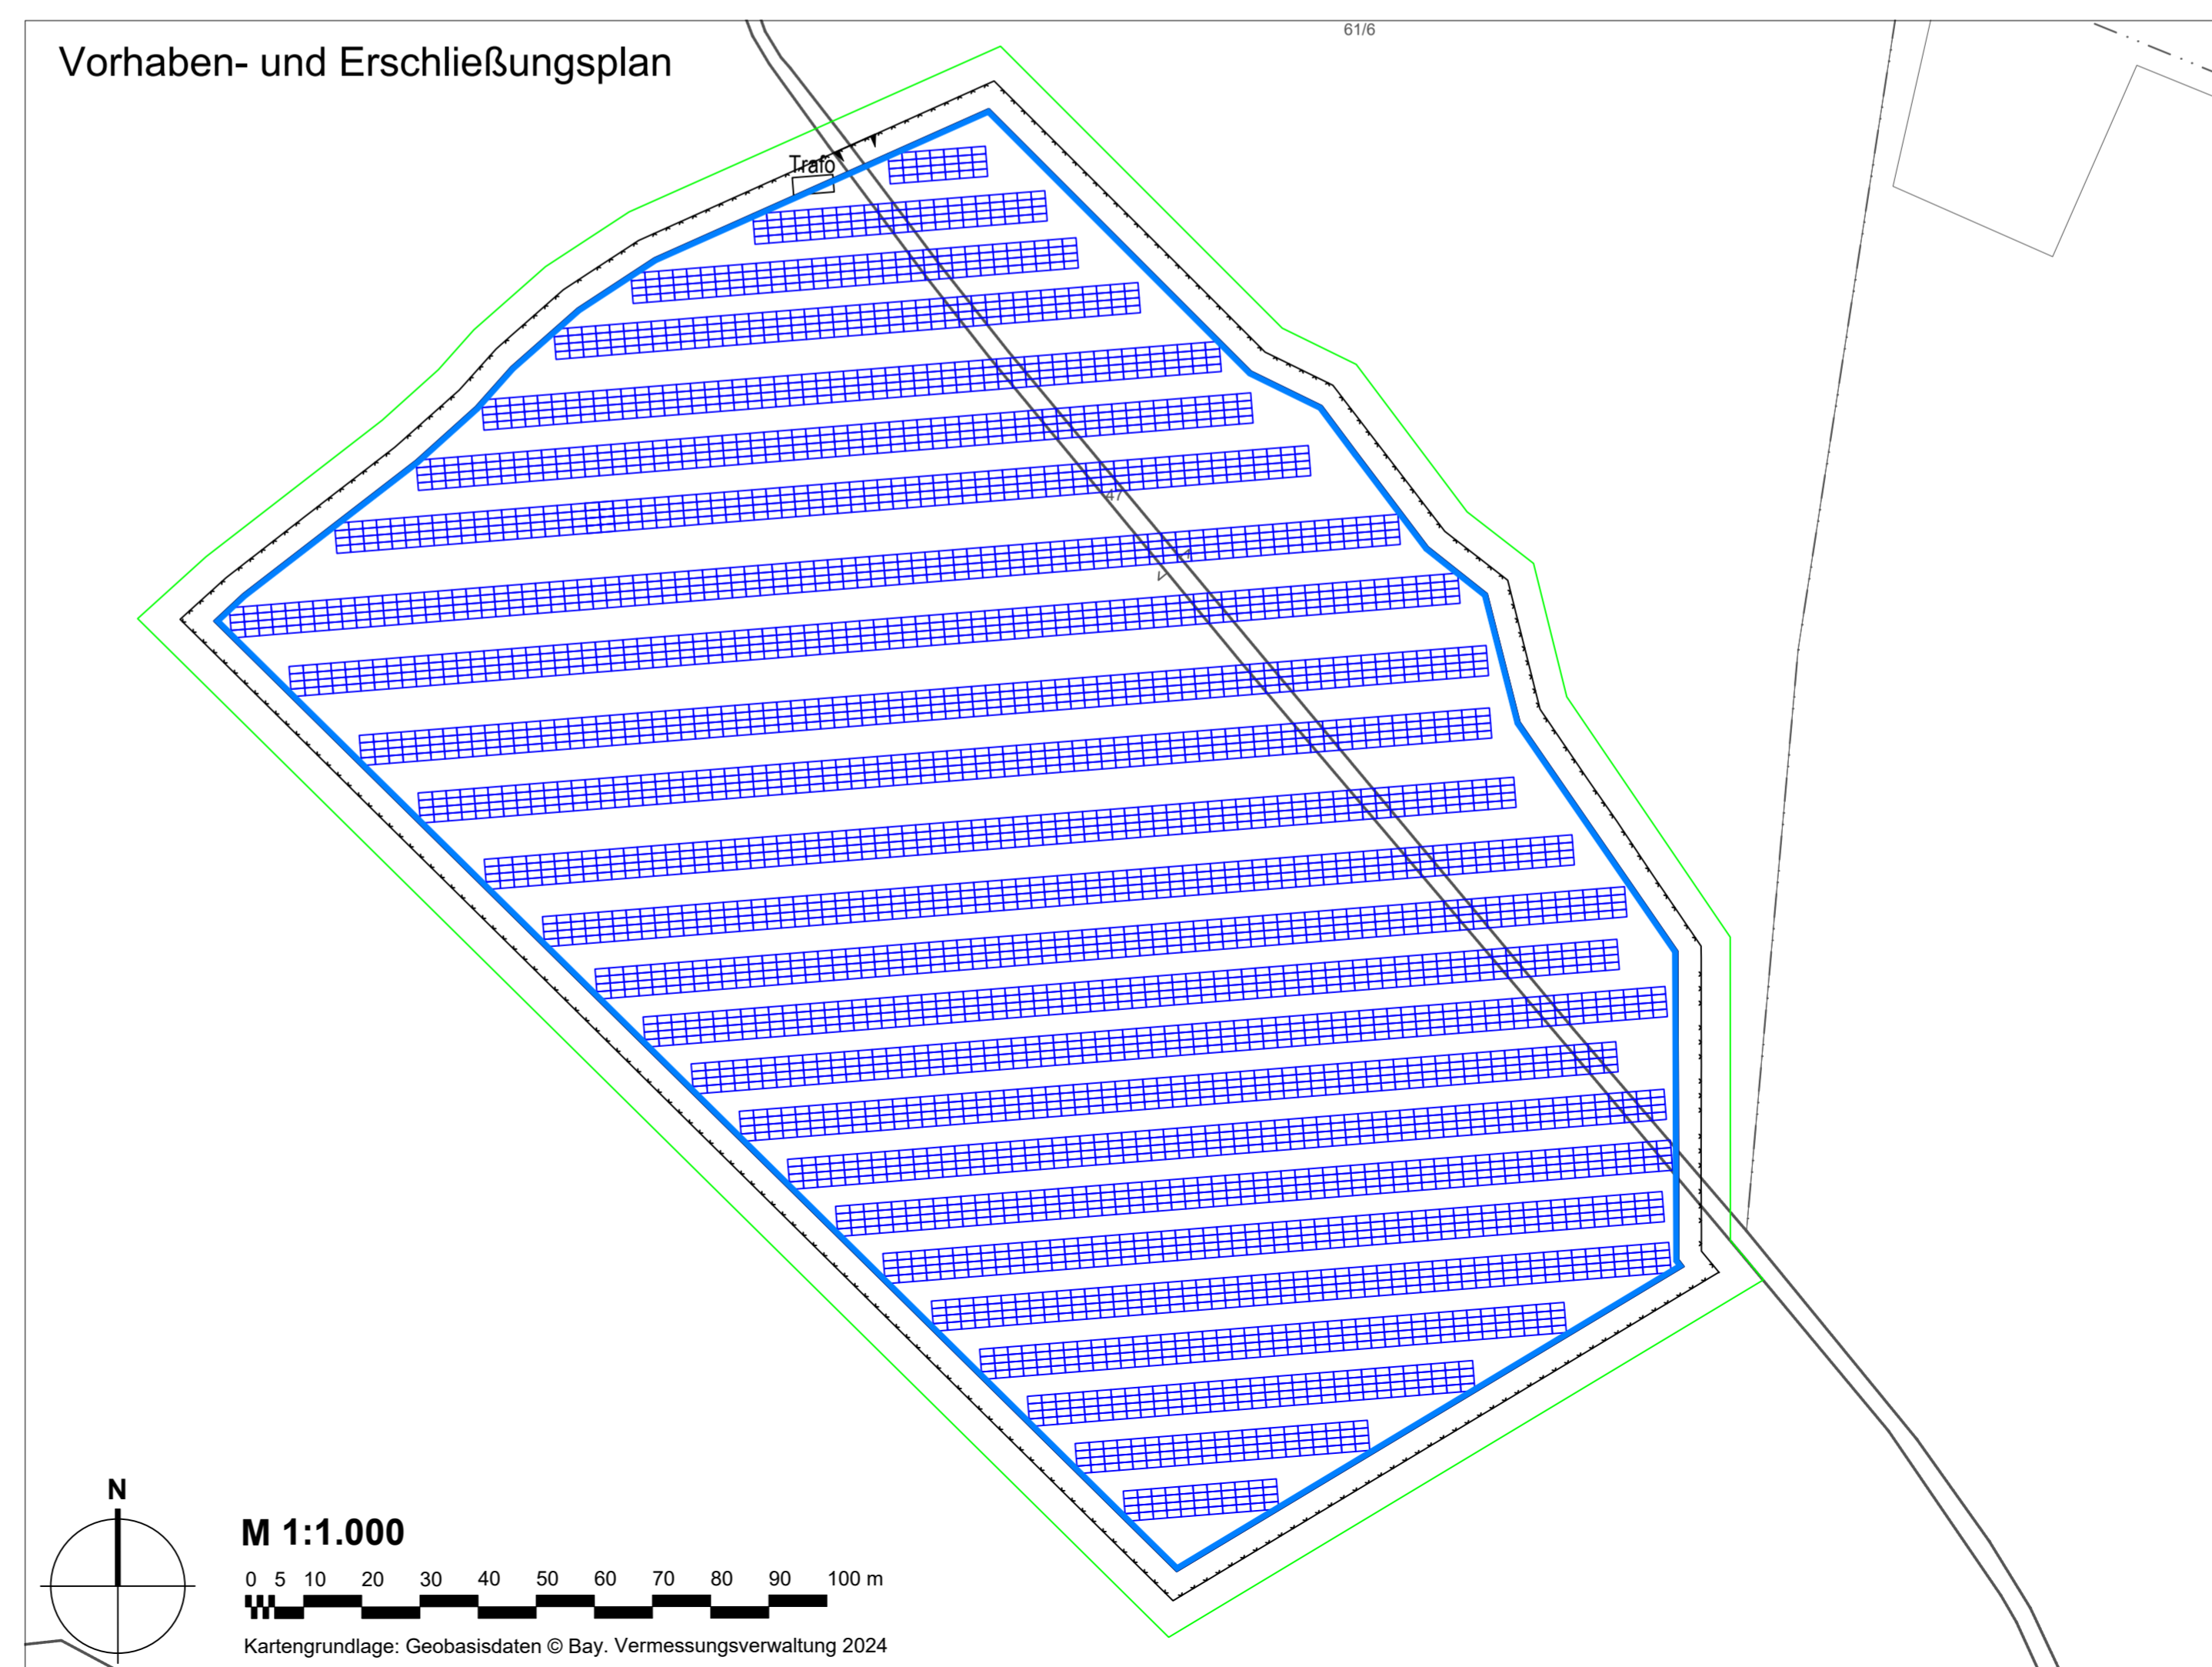 61/6
Vorhaben- und Erschließungsplan
Trafo
47
N
M 1:1.000
0 5 10 20 30 40 50 60 70 80 90 100 m
Kartengrundlage: Geobasisdaten © Bay. Vermessungsverwaltung 2024